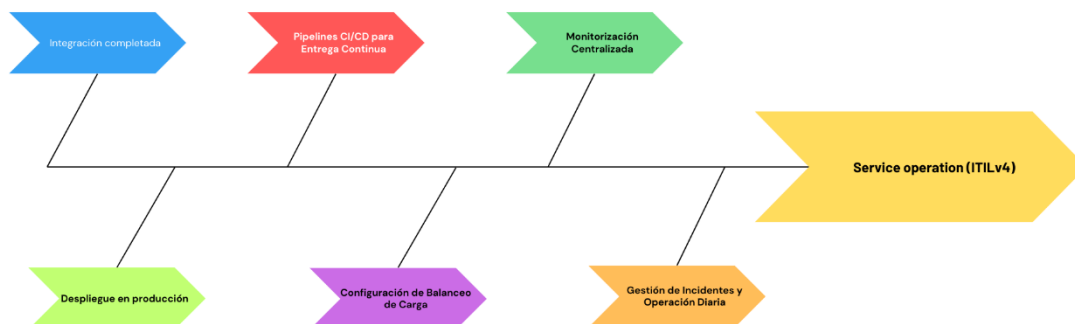 Integración completada
Pipelines CI/CD para
Entrega Continua
Monitorización
Centralizada
Service operation (ITILv4)
Despliegue en producción
Configuración de Balanceo
de Carga
Gestión de Incidentes y
Operación Diaria